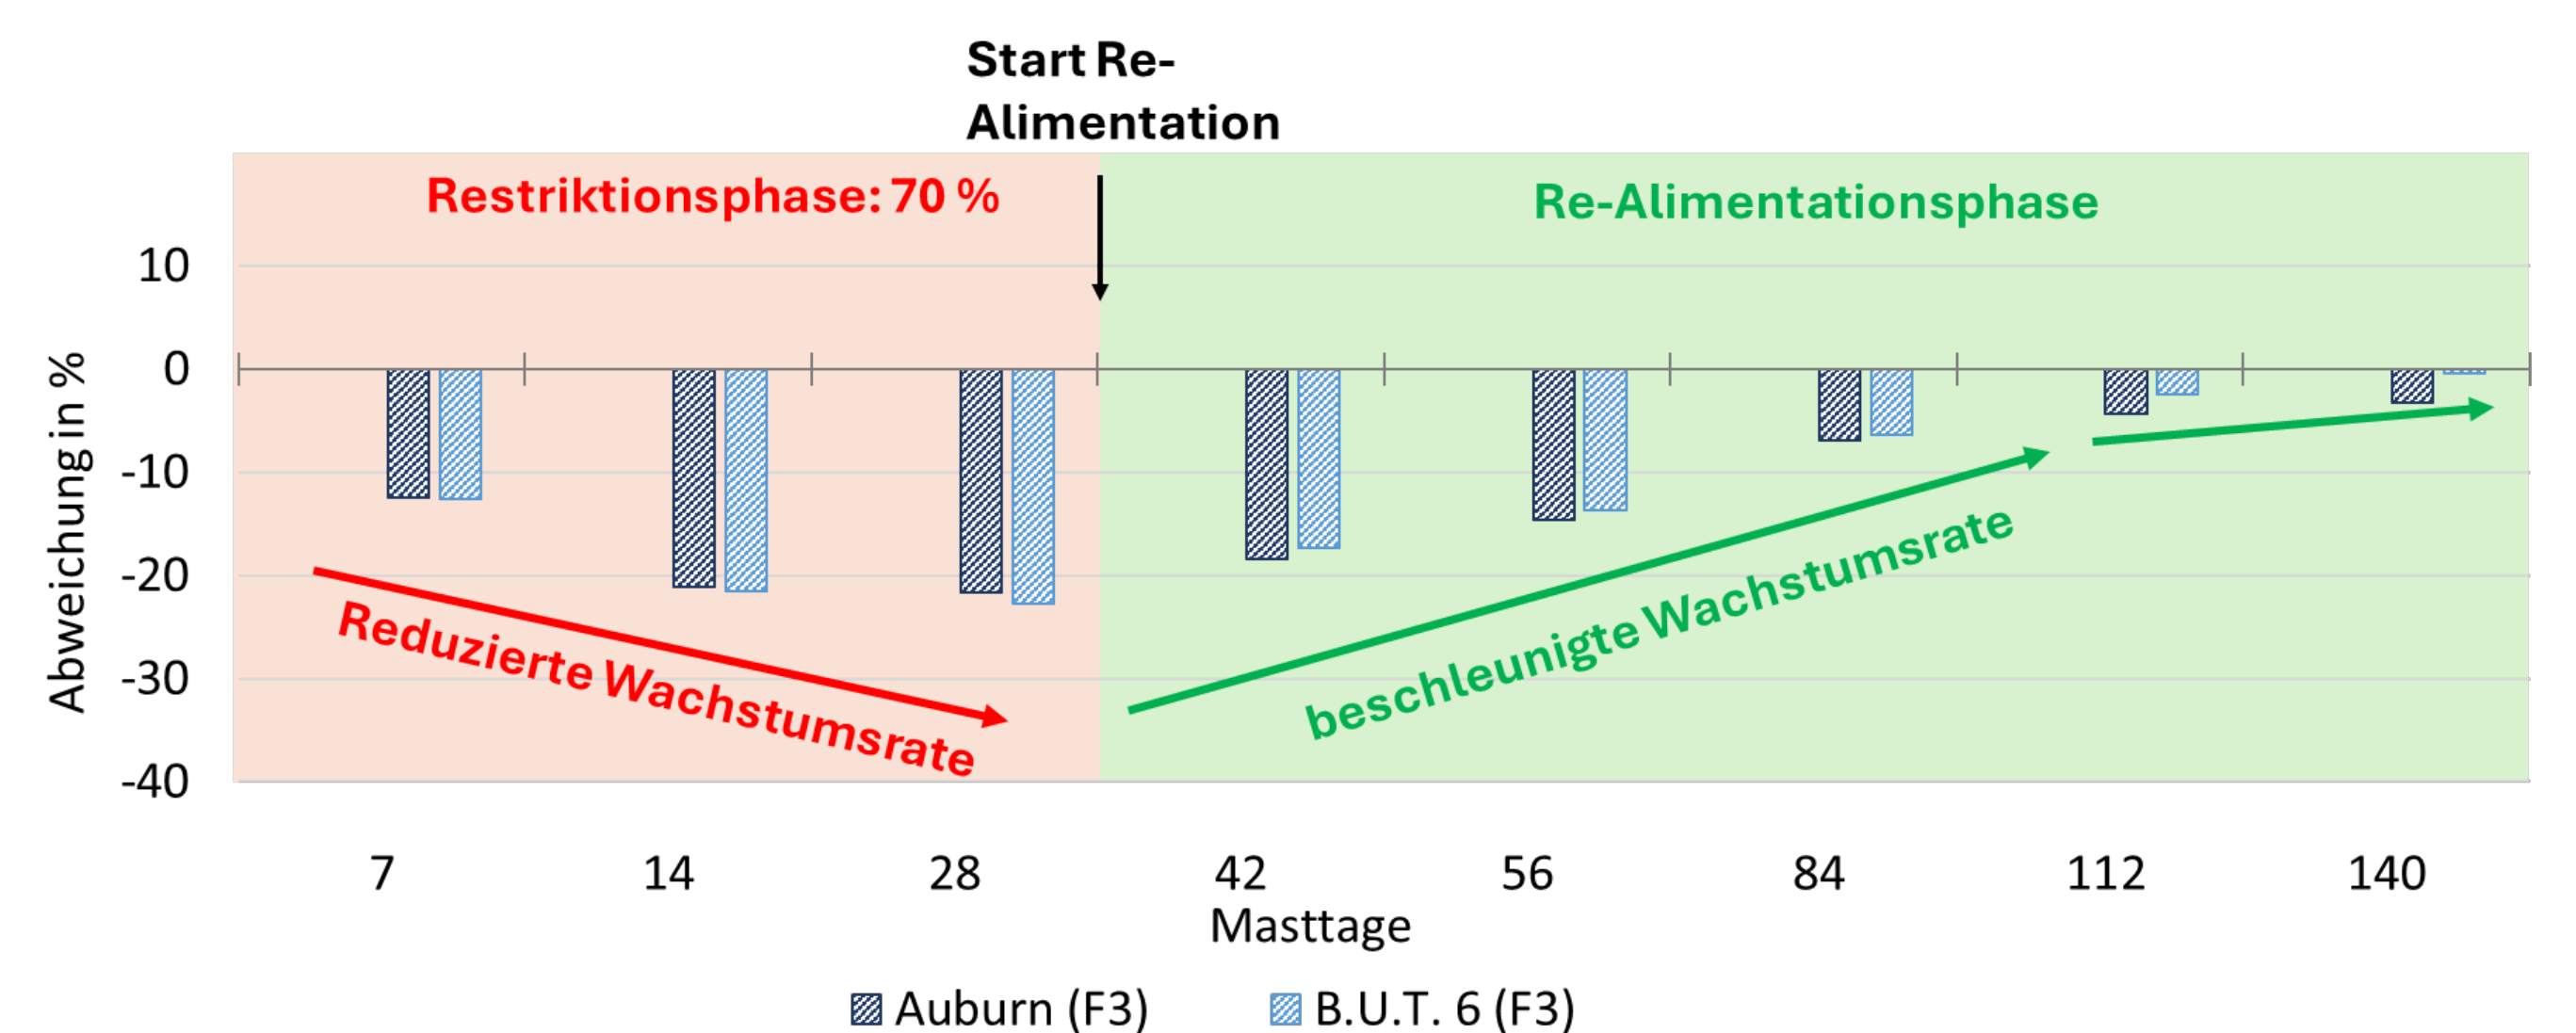 Start Re-
Alimentation
Restriktionsphase: 70 %
Re-Alimentationsphase
10
0
-10
-20
-30
-40
Abweichung in %
Reduzierte Wachstumsrate
beschleunigte Wachstumsrate
7 14 28 42 56 84 112 140
Masttage
Auburn (F3) B.U.T. 6 (F3)